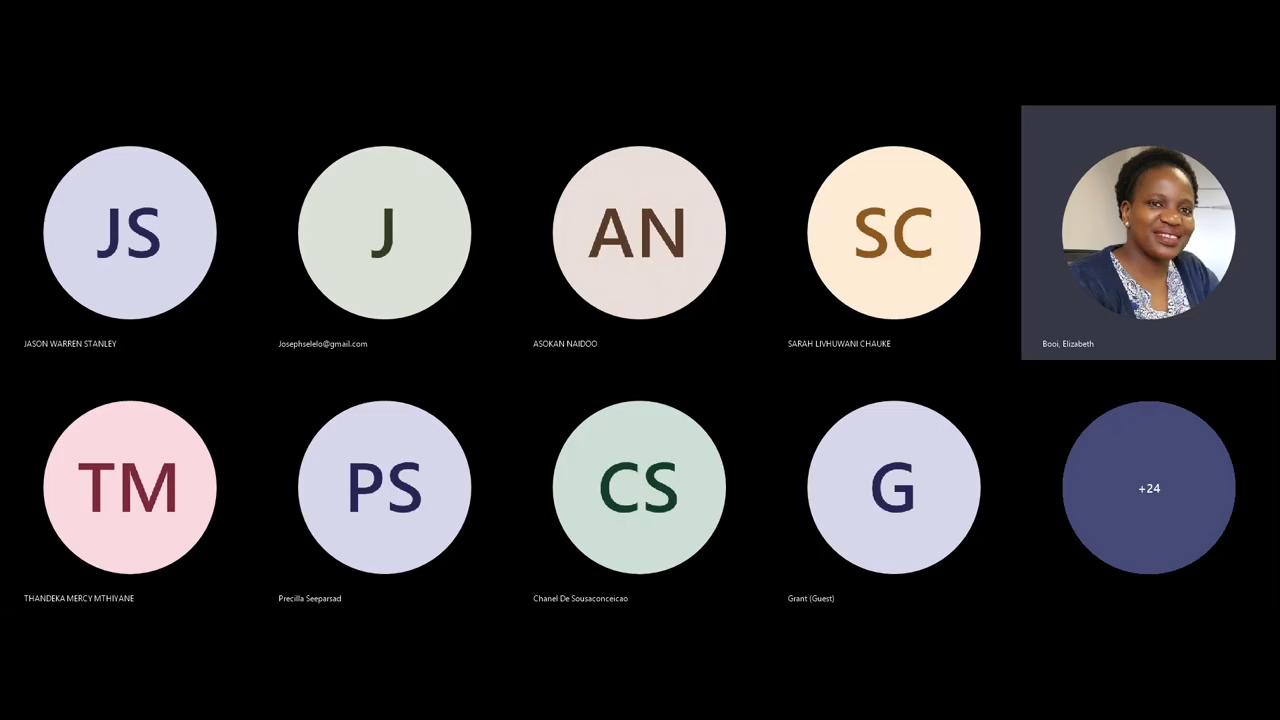 JS
J
AN
SC
JASON WARREN STANLEY
Josephselelo@gmail.com
ASOKAN NAIDOO
SARAH LIVHUWANI CHAUKE
Booi, Elizabeth
TM
PS
CS
G
+24
THANDEKA MERCY MTHIYANE
Precilla Seeparsad
Chanel De Sousaconceicao
Grant (Guest)